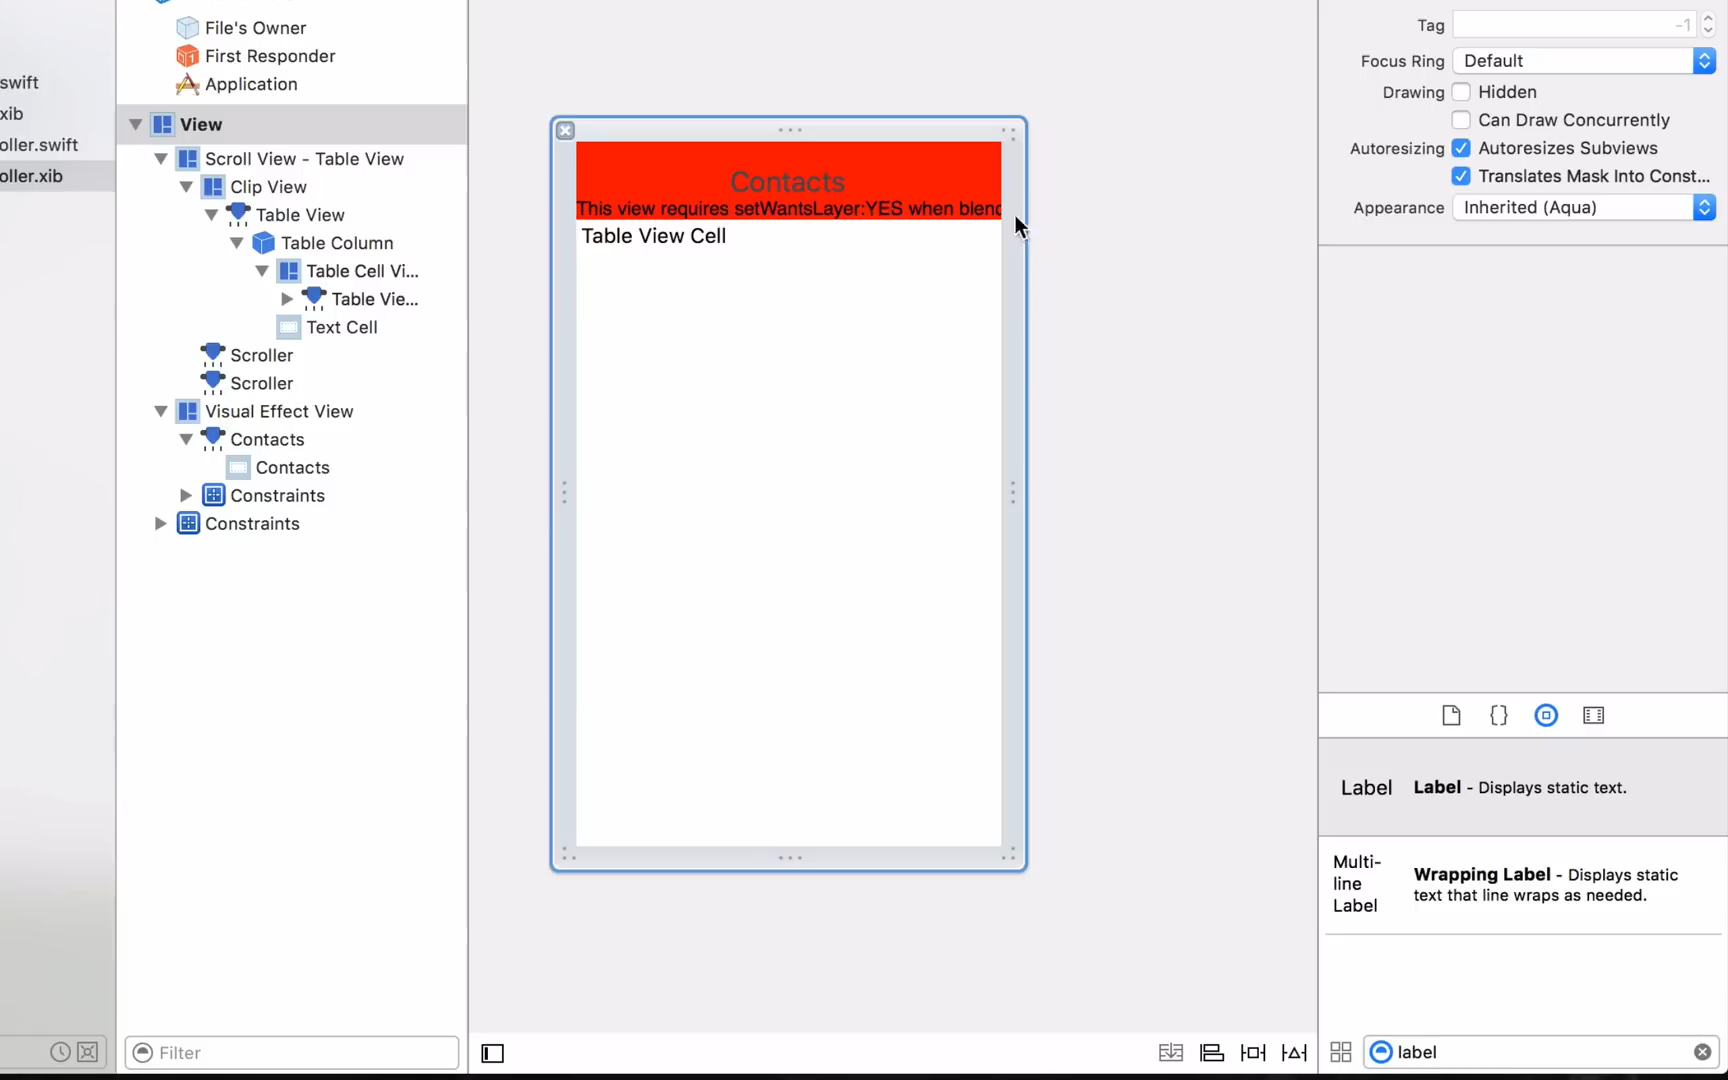 swift
xib
oller.swift
oller.xib
File's Owner
First Responder
Application
View
Scroll View - Table View
Clip View
Table View
Table Column
Table Cell Vi...
Table Vie...
Text Cell
Scroller
Scroller
Visual Effect View
Contacts
Contacts
Constraints
Constraints
Filter
Contacts
This view requires setWantsLayer:YES when blend
Table View Cell
Tag -1
Focus Ring Default
Drawing Hidden
Can Draw Concurrently
Autoresizing Autoresizes Subviews
Translates Mask Into Const...
Appearance Inherited (Aqua)
{}
Label Label - Displays static text.
Multi-
line
Label
Wrapping Label - Displays static
text that line wraps as needed.
label